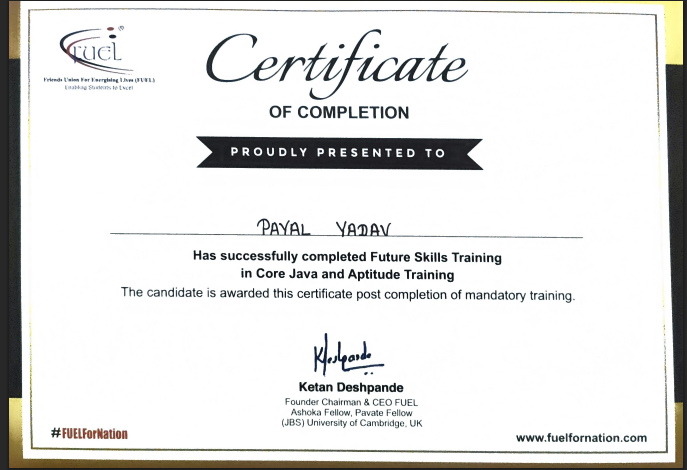 FUEL
Friends Union For Energising Lives (FUEL)
Enabling Students to Excel
Certificate
OF COMPLETION
PROUDLY PRESENTED TO
PAYAL YADAV
Has successfully completed Future Skills Training
in Core Java and Aptitude Training
The candidate is awarded this certificate post completion of mandatory training.
KDeshpande
Ketan Deshpande
Founder Chairman & CEO FUEL
Ashoka Fellow, Pavate Fellow
(JBS) University of Cambridge, UK
#FUELForNation
www.fuelfornation.com